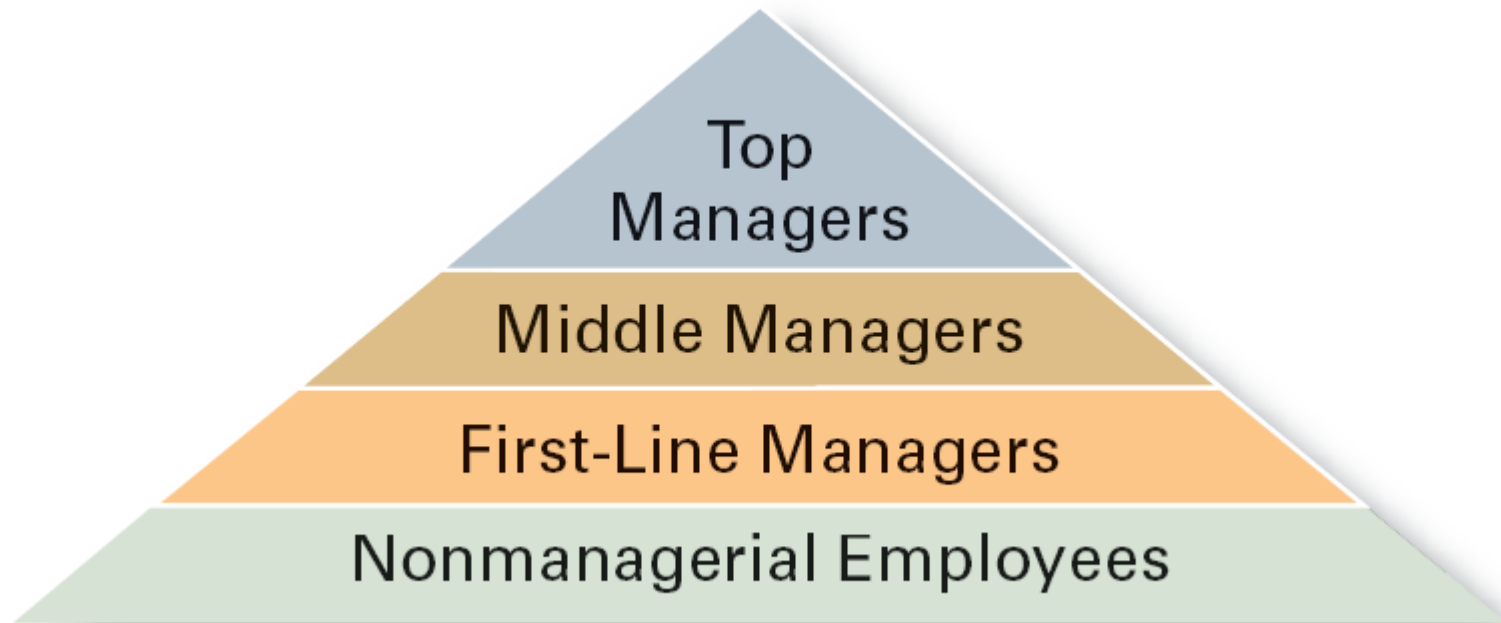 Top
Managers
Middle Managers
First-Line Managers
Nonmanagerial Employees